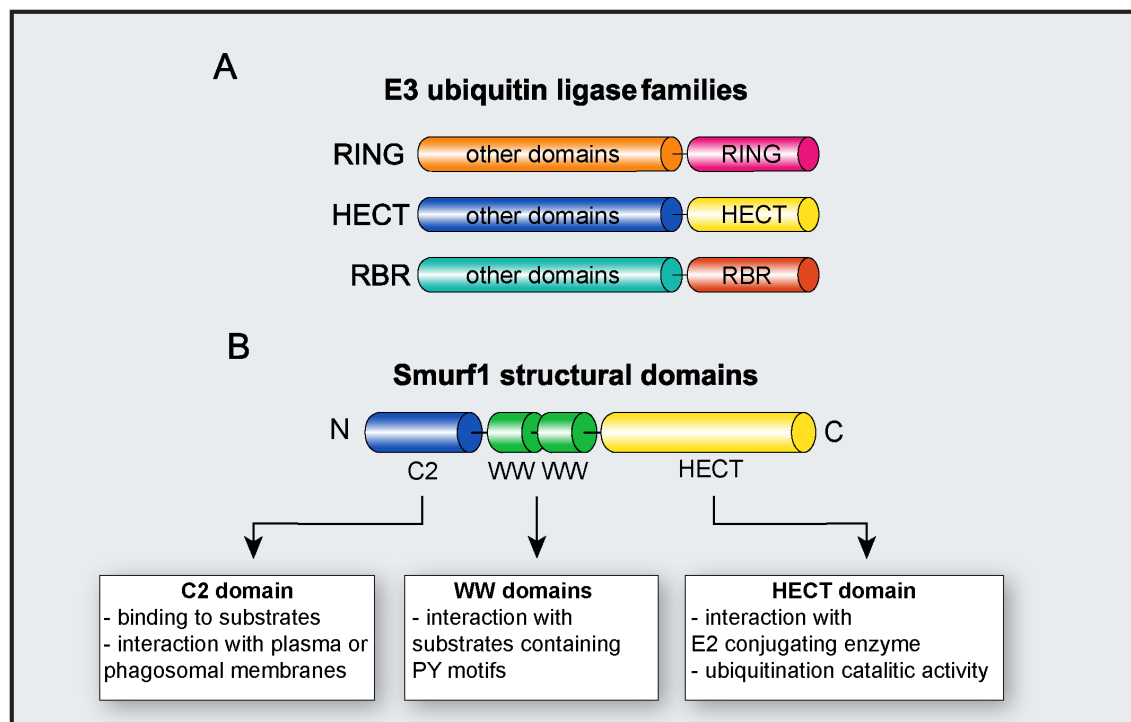 A
E3 ubiquitin ligase families
RING other domains RING
HECT other domains HECT
RBR other domains RBR
B
Smurf1 structural domains
N C
C2 WW WW HECT
C2 domain
- binding to substrates
- interaction with plasma or
phagosomal membranes
WW domains
- interaction with
substrates containing
PY motifs
HECT domain
- interaction with
E2 conjugating enzyme
- ubiquitination catalitic activity